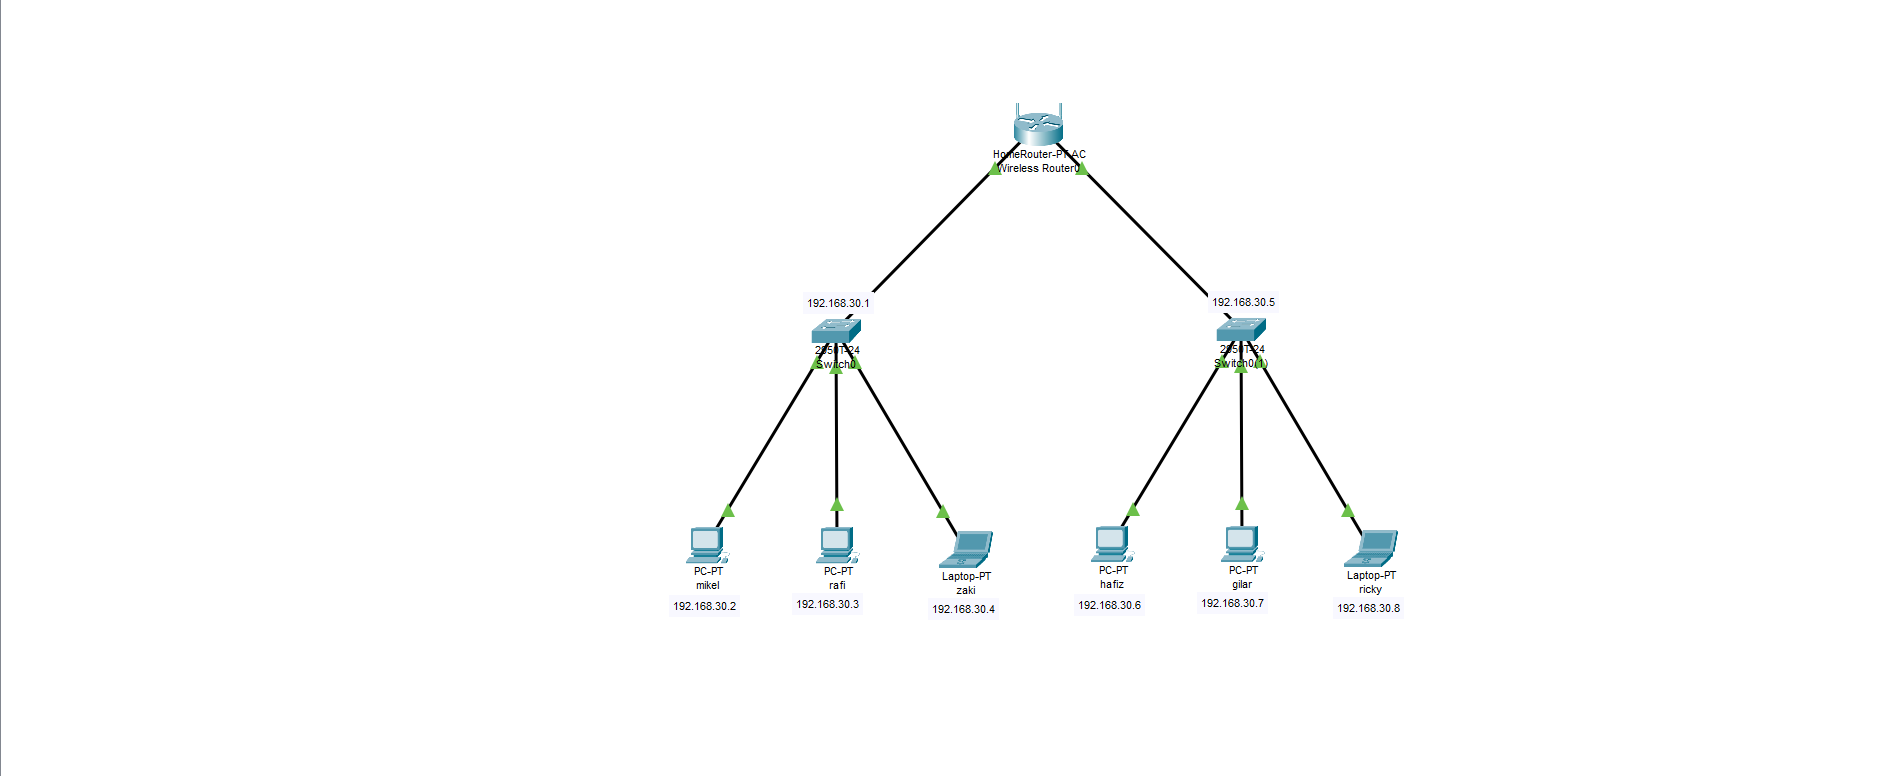 HomeRouter-PT-AC
Wireless Router0
192.168.30.1
192.168.30.5
2950T-24
Switch0
2950T-24
Switch0(1)
PC-PT
mikel
192.168.30.2
PC-PT
rafi
192.168.30.3
Laptop-PT
zaki
192.168.30.4
PC-PT
hafiz
192.168.30.6
PC-PT
gilar
192.168.30.7
Laptop-PT
ricky
192.168.30.8